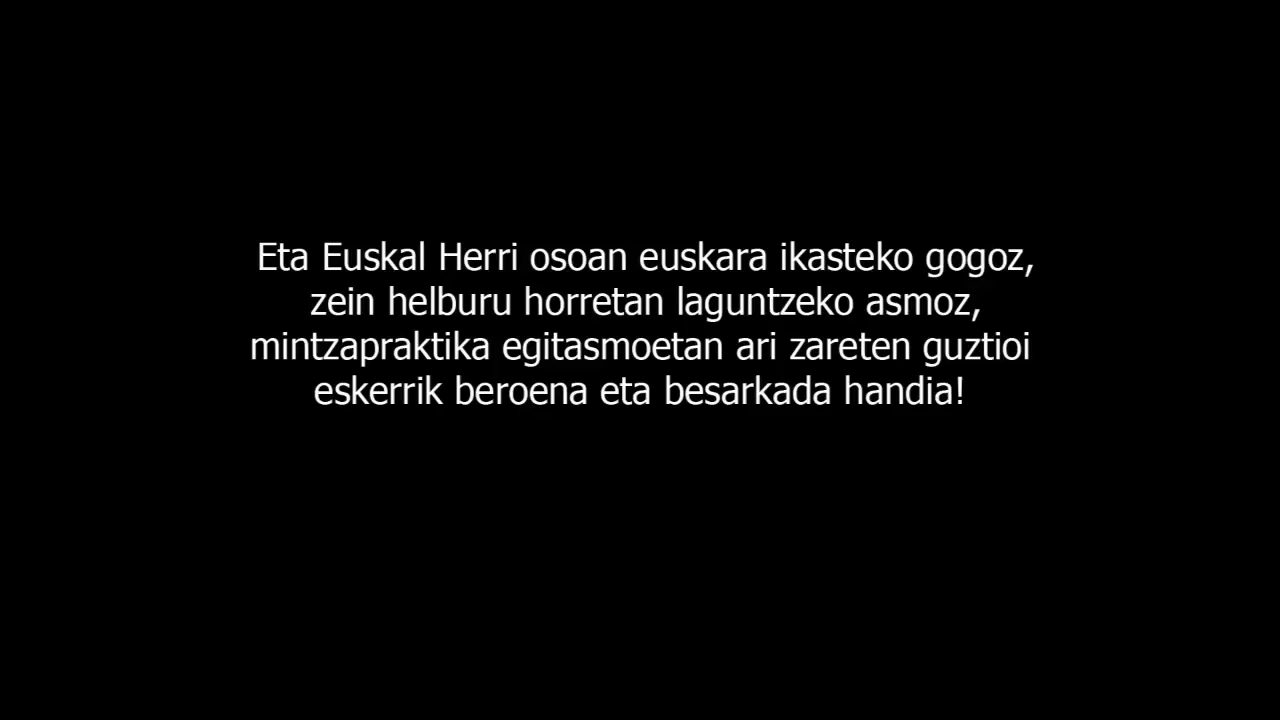 Eta Euskal Herri osoan euskara ikasteko gogoz,
zein helburu horretan laguntzeko asmoz,
mintzapraktika egitasmoetan ari zareten guztioi
eskerrik beroena eta besarkada handia!